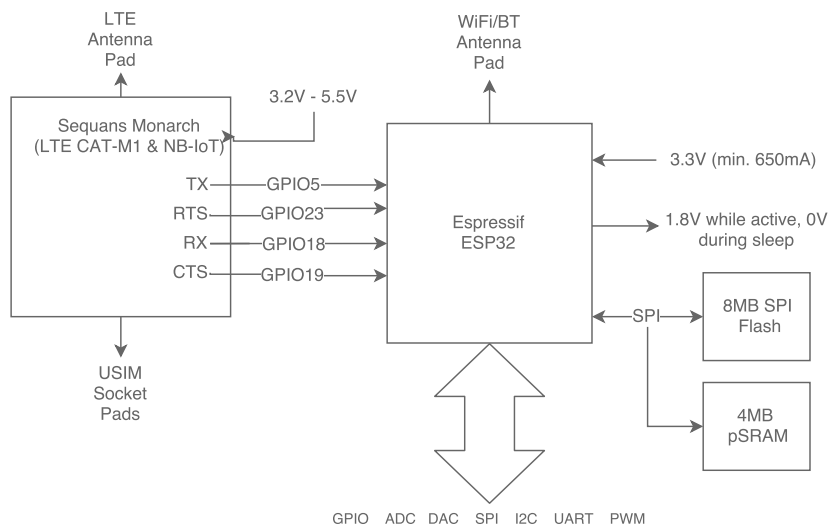 LTE
Antenna
Pad
WiFi/BT
Antenna
Pad
3.2V - 5.5V
Sequans Monarch
(LTE CAT-M1 & NB-IoT)
TX
GPIO5
RTS
GPIO23
RX
GPIO18
CTS
GPIO19
Espressif
ESP32
3.3V (min. 650mA)
1.8V while active, 0V
during sleep
SPI
8MB SPI
Flash
4MB
pSRAM
USIM
Socket
Pads
GPIO ADC DAC SPI I2C UART PWM